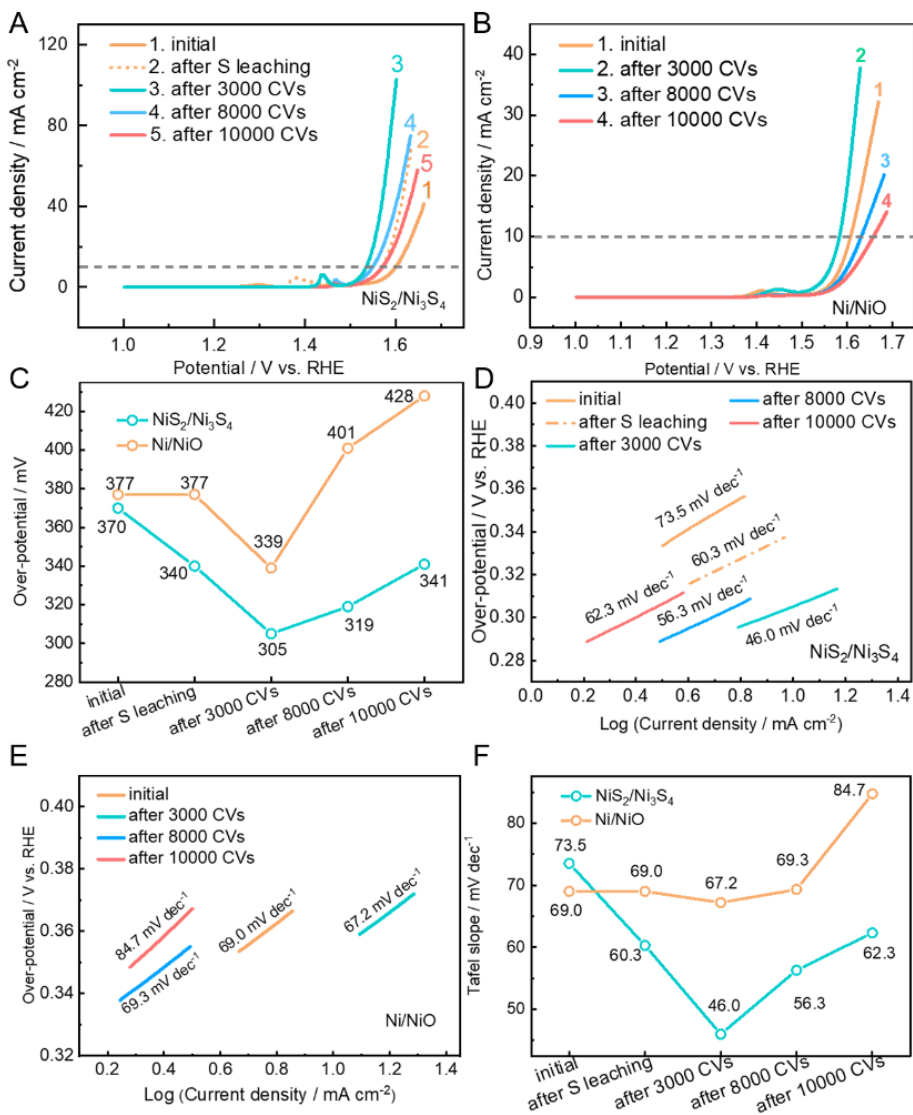 A
Current density / mA cm⁻²
120
80
40
0
1. initial
2. after S leaching
3. after 3000 CVs
4. after 8000 CVs
5. after 10000 CVs
3
4
2
5
1
NiS₂/Ni₃S₄
1.0
1.2
1.4
1.6
Potential / V vs. RHE
B
Current density / mA cm⁻²
40
30
20
10
0
1. initial
2. after 3000 CVs
3. after 8000 CVs
4. after 10000 CVs
2
1
3
4
Ni/NiO
0.9 1.0 1.1 1.2 1.3 1.4 1.5 1.6 1.7
Potential / V vs. RHE
C
Over-potential / mV
420
400
380
360
340
320
300
280
NiS₂/Ni₃S₄
Ni/NiO
377
377
339
401
428
370
340
305
319
341
initial
after S leaching
after 3000 CVs
after 8000 CVs
after 10000 CVs
D
Over-potential / V vs. RHE
0.40
0.38
0.36
0.34
0.32
0.30
0.28
initial
after S leaching
after 3000 CVs
after 8000 CVs
after 10000 CVs
73.5 mV dec⁻¹
60.3 mV dec⁻¹
62.3 mV dec⁻¹
56.3 mV dec⁻¹
46.0 mV dec⁻¹
NiS₂/Ni₃S₄
0.0 0.2 0.4 0.6 0.8 1.0 1.2 1.4
Log (Current density / mA cm⁻²)
E
Over-potential / V vs. RHE
0.40
0.38
0.36
0.34
0.32
initial
after 3000 CVs
after 8000 CVs
after 10000 CVs
84.7 mV dec⁻¹
69.3 mV dec⁻¹
69.0 mV dec⁻¹
67.2 mV dec⁻¹
Ni/NiO
0.0 0.2 0.4 0.6 0.8 1.0 1.2 1.4
Log (Current density / mA cm⁻²)
F
Tafel slope / mV dec⁻¹
80
70
60
50
NiS₂/Ni₃S₄
Ni/NiO
73.5
69.0
69.0
67.2
69.3
84.7
60.3
46.0
56.3
62.3
initial
after S leaching
after 3000 CVs
after 8000 CVs
after 10000 CVs